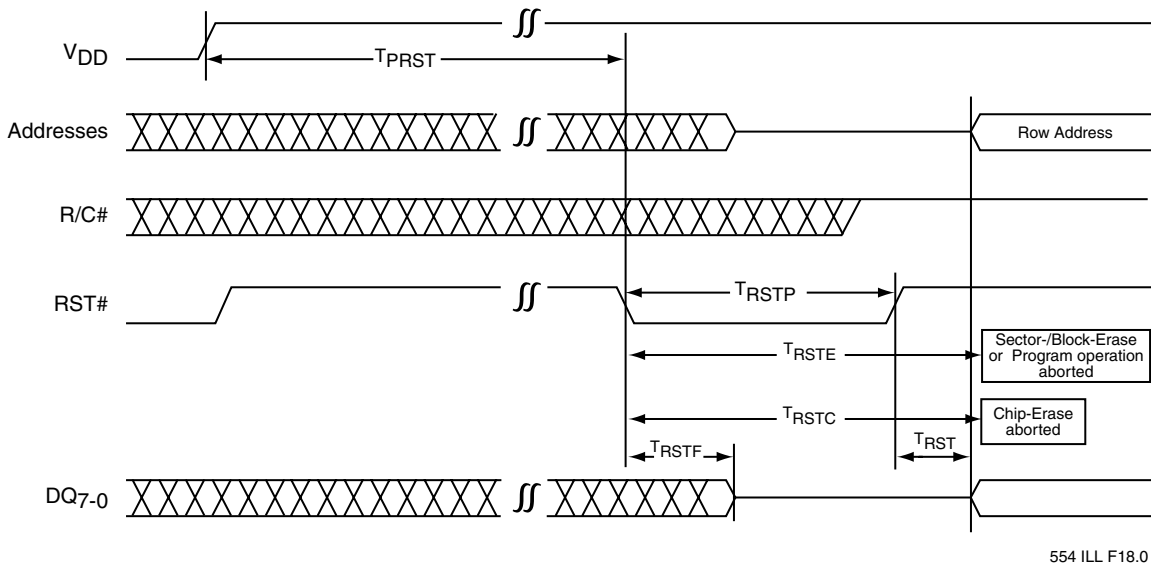 VDD
TPRST
Addresses
Row Address
R/C#
RST#
TRSTP
TRSTE
Sector-/Block-Erase
or Program operation
aborted
TRSTC
Chip-Erase
aborted
TRSTF
TRST
DQ7-0
554 ILL F18.0